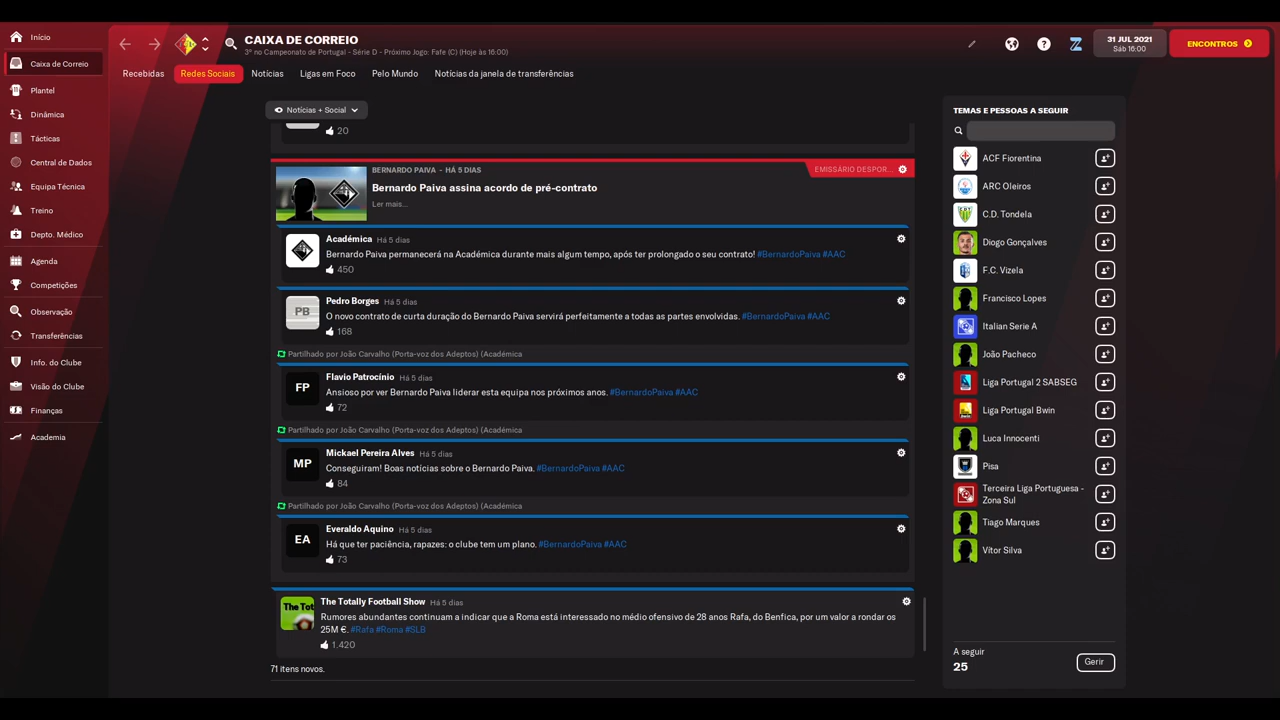 Início
CAIXA DE CORREIO
3º no Campeonato de Portugal - Série D - Próximo Jogo: Fafe (C) (Hoje às 16:00)
31 JUL 2021
Sáb 16:00
ENCONTROS
Caixa de Correio
Plantel
Dinâmica
Tácticas
Central de Dados
Equipa Técnica
Treino
Depto. Médico
Agenda
Competições
Observação
Transferências
Info. do Clube
Visão do Clube
Finanças
Academia
Recebidas
Redes Sociais
Notícias
Ligas em Foco
Pelo Mundo
Notícias da janela de transferências
Notícias + Social
20
BERNARDO PAIVA - HÁ 5 DIAS
EMISSÁRIO DESPOR...
Bernardo Paiva assina acordo de pré-contrato
Ler mais...
Académica Há 5 dias
Bernardo Paiva permanecerá na Académica durante mais algum tempo, após ter prolongado o seu contrato! #BernardoPaiva #AAC
450
PB
Pedro Borges Há 5 dias
O novo contrato de curta duração do Bernardo Paiva servirá perfeitamente a todas as partes envolvidas. #BernardoPaiva #AAC
168
Partilhado por João Carvalho (Porta-voz dos Adeptos) (Académica
FP
Flavio Patrocínio Há 5 dias
Ansioso por ver Bernardo Paiva liderar esta equipa nos próximos anos. #BernardoPaiva #AAC
72
Partilhado por João Carvalho (Porta-voz dos Adeptos) (Académica
MP
Mickael Pereira Alves Há 5 dias
Conseguiram! Boas notícias sobre o Bernardo Paiva. #BernardoPaiva #AAC
84
Partilhado por João Carvalho (Porta-voz dos Adeptos) (Académica
EA
Everaldo Aquino Há 5 dias
Há que ter paciência, rapazes: o clube tem um plano. #BernardoPaiva #AAC
73
The Tot
The Totally Football Show Há 5 dias
Rumores abundantes continuam a indicar que a Roma está interessado no médio ofensivo de 28 anos Rafa, do Benfica, por um valor a rondar os
25M €. #Rafa #Roma #SLB
1.420
71 itens novos.
TEMAS E PESSOAS A SEGUIR
ACF Fiorentina
ARC Oleiros
C.D. Tondela
Diogo Gonçalves
F.C. Vizela
Francisco Lopes
Italian Serie A
João Pacheco
Liga Portugal 2 SABSEG
Liga Portugal Bwin
Luca Innocenti
Pisa
Terceira Liga Portuguesa -
Zona Sul
Tiago Marques
Vítor Silva
A seguir
25
Gerir